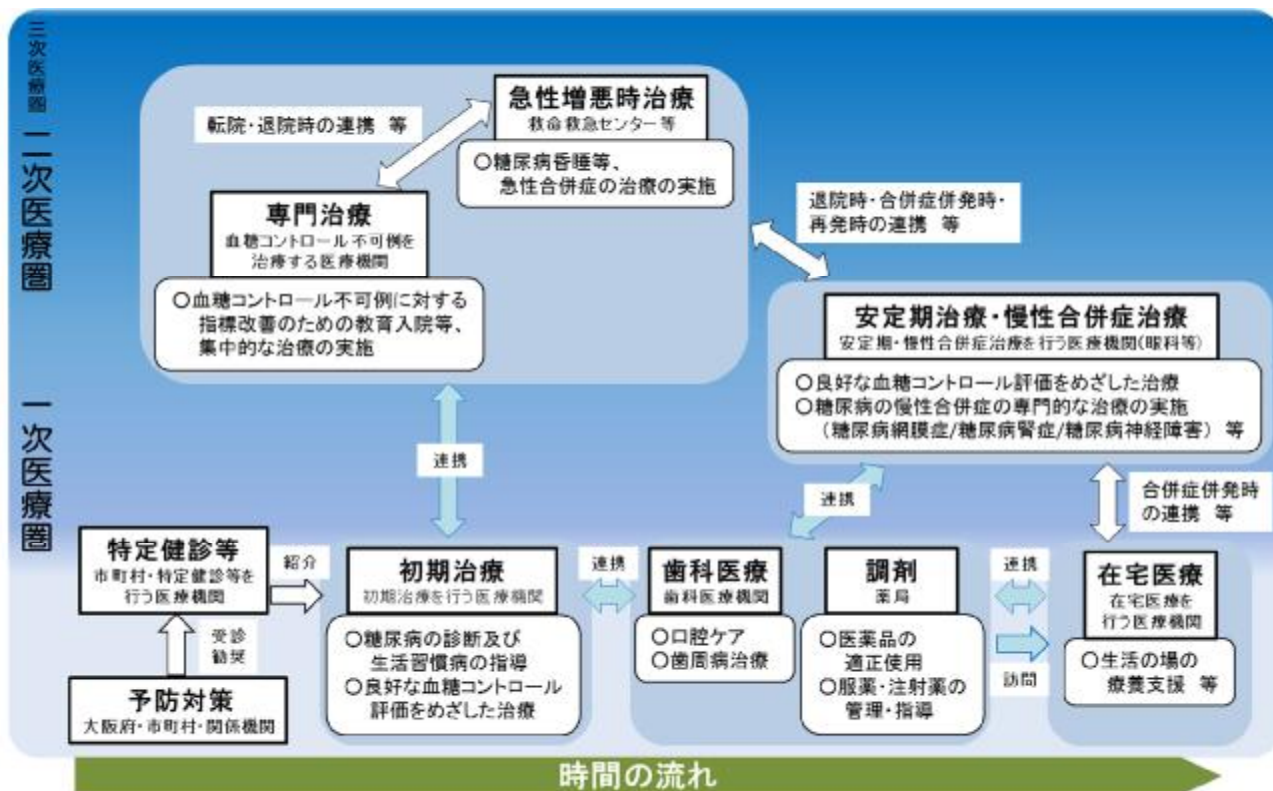 三次医療圏
二次医療圏
一次医療圏
急性増悪時治療
救命救急センター等
○糖尿病昏睡等、
急性合併症の治療の実施
転院・退院時の連携 等
専門治療
血糖コントロール不可例を
治療する医療機関
○血糖コントロール不可例に対する
指標改善のための教育入院等、
集中的な治療の実施
退院時・合併症併発時・
再発時の連携 等
安定期治療・慢性合併症治療
安定期・慢性合併症治療を行う医療機関(眼科等)
○良好な血糖コントロール評価をめざした治療
○糖尿病の慢性合併症の専門的な治療の実施
(糖尿病網膜症/糖尿病腎症/糖尿病神経障害) 等
連携
連携
合併症併発時
の連携 等
特定健診等
市町村・特定健診等を
行う医療機関
紹介
初期治療
初期治療を行う医療機関
○糖尿病の診断及び
生活習慣病の指導
○良好な血糖コントロール
評価をめざした治療
連携
歯科医療
歯科医療機関
○口腔ケア
○歯周病治療
調剤
薬局
○医薬品の
適正使用
○服薬・注射薬の
管理・指導
連携
訪問
在宅医療
在宅医療を
行う医療機関
○生活の場の
療養支援 等
受診
勧奨
予防対策
大阪府・市町村・関係機関
時間の流れ